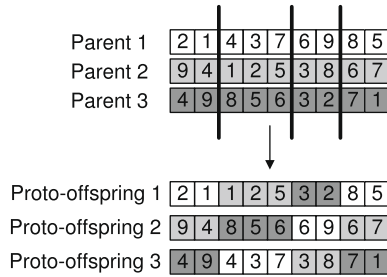 Parent 1 2 1 4 3 7 6 9 8 5
Parent 2 9 4 1 2 5 3 8 6 7
Parent 3 4 9 8 5 6 3 2 7 1
Proto-offspring 1 2 1 1 2 5 3 2 8 5
Proto-offspring 2 9 4 8 5 6 6 9 6 7
Proto-offspring 3 4 9 4 3 7 3 8 7 1